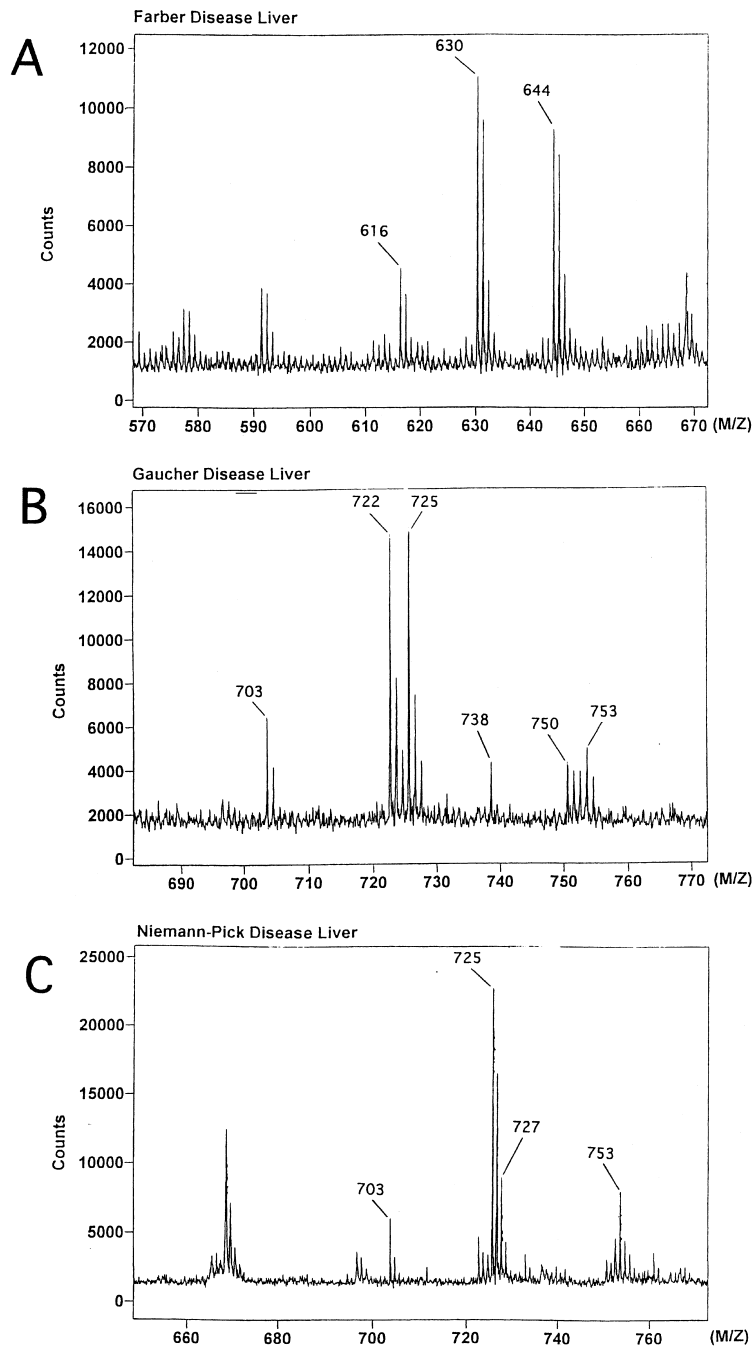 Farber Disease Liver
A
630
644
616
12000
10000
8000
6000
4000
2000
0
Counts
570 580 590 600 610 620 630 640 650 660 670 (M/Z)
Gaucher Disease Liver
B
722 725
703
738
750 753
16000
14000
12000
10000
8000
6000
4000
2000
0
Counts
690 700 710 720 730 740 750 760 770 (M/Z)
Niemann-Pick Disease Liver
C
725
727
703
753
25000
20000
15000
10000
5000
0
Counts
660 680 700 720 740 760 (M/Z)